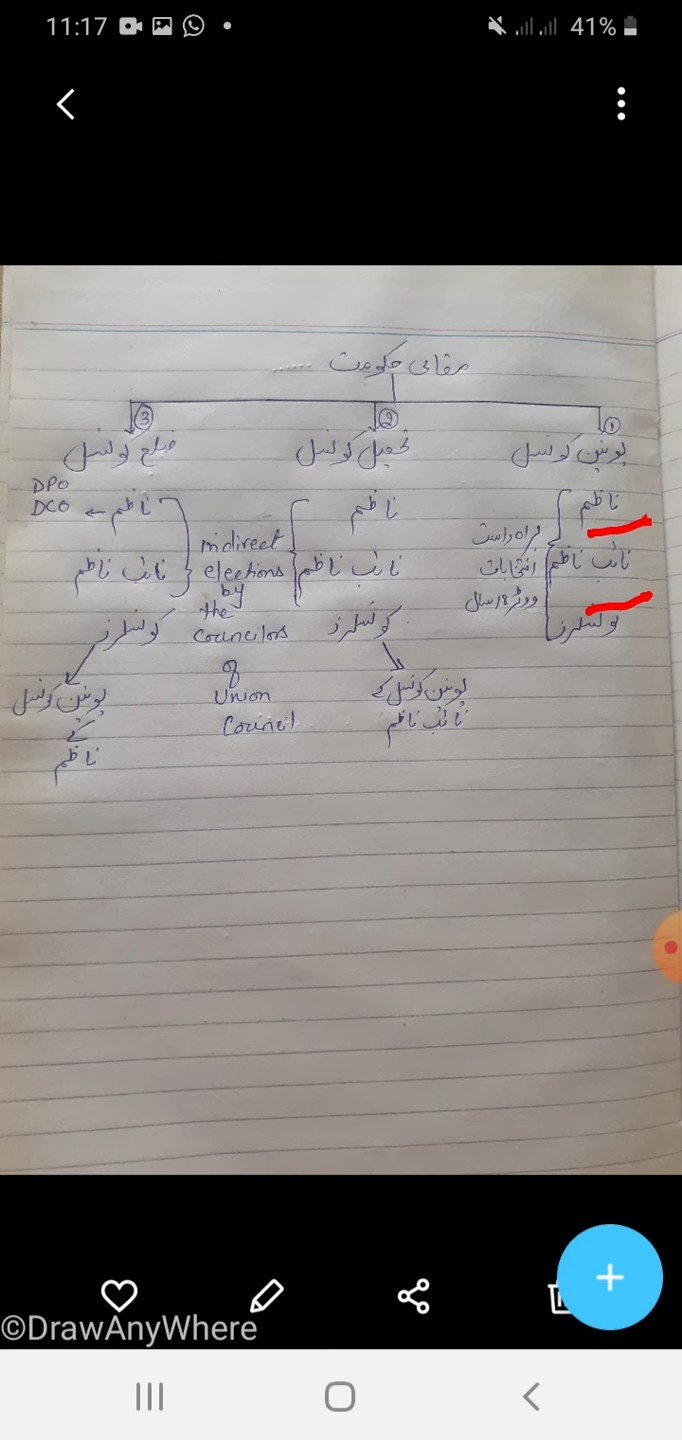 11:17
41%
مقامی حکومت ......
①
②
③
یونین کونسل
تحصیل کونسل
ضلع کونسل
ناظم
نائب ناظم
کونسلرز
براہ راست
انتخابات
ووٹر 18 سال
ناظم
نائب ناظم
کونسلرز
یونین کونسل کے
نائب ناظم
indirect
elections
by
the
Councilors
of
Union
Council
DPO
DCO ← ناظم
نائب ناظم
کونسلرز
یونین کونسل
کے
ناظم
©DrawAnyWhere